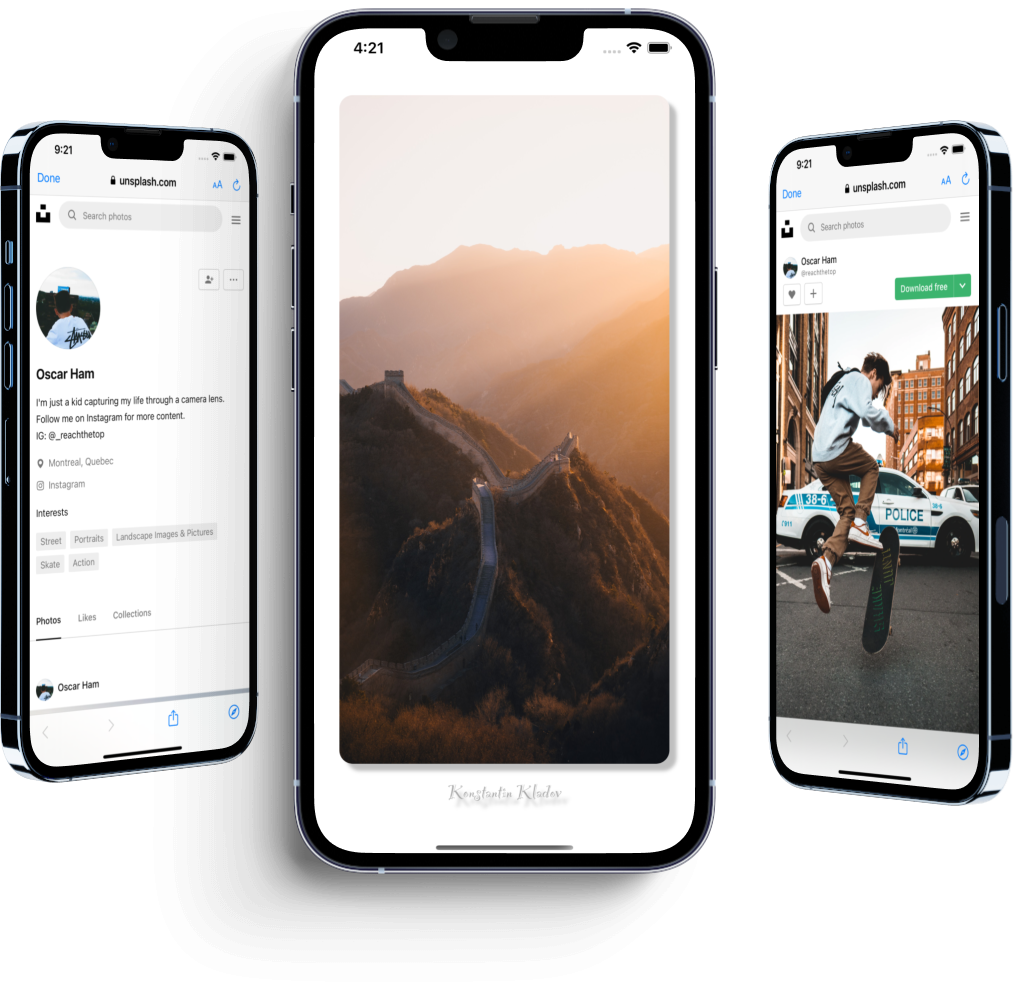 9:21
Done
unsplash.com
AA
Search photos
Oscar Ham
I'm just a kid capturing my life through a camera lens.
Follow me on Instagram for more content.
IG: @_reachthetop
Montreal, Quebec
Instagram
Interests
Street
Portraits
Landscape Images & Pictures
Skate
Action
Photos
Likes
Collections
Oscar Ham
4:21
Konstantin Kladov
9:21
Done
unsplash.com
AA
Search photos
Oscar Ham
@reachthetop
Download free
38-6
38-6
POLICE
911